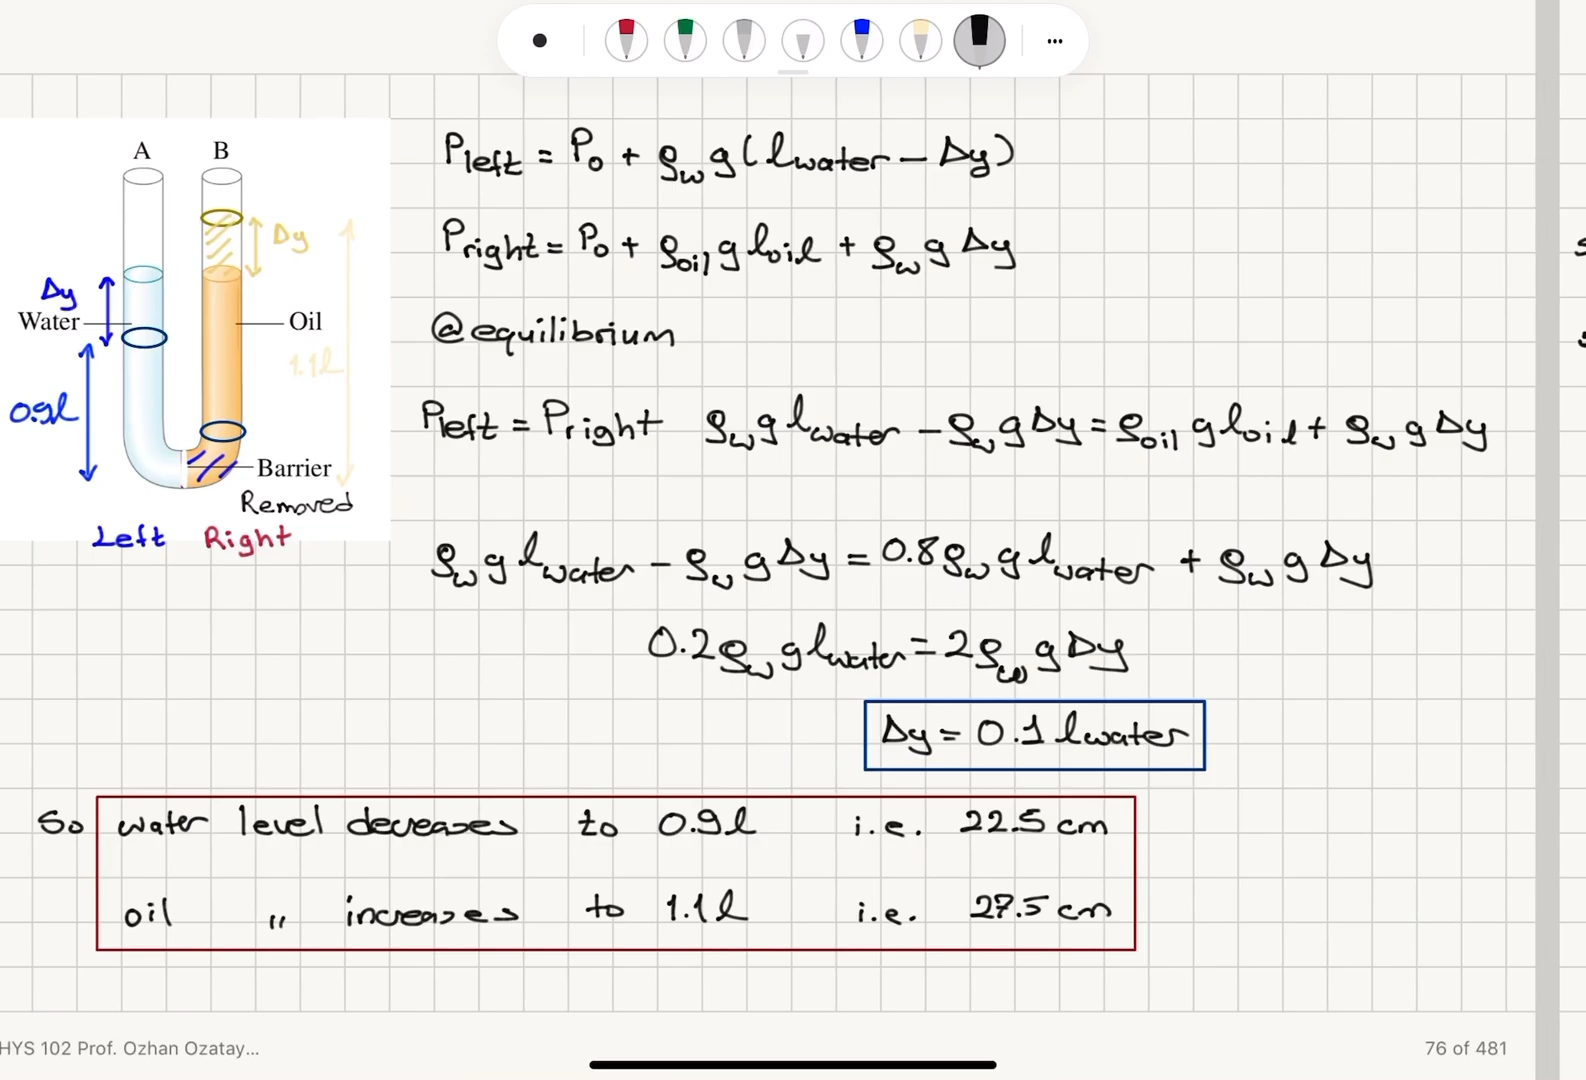 A B
P_left = P_0 + ρ_w g (l_water − Δy)
Δy
P_right = P_0 + ρ_oil g l_oil + ρ_w g Δy
Δy
Water
Oil
@equilibrium
1.1l
0.9l
P_left = P_right ρ_w g l_water − ρ_w g Δy = ρ_oil g l_oil + ρ_w g Δy
Barrier
Removed
Left Right
ρ_w g l_water − ρ_w g Δy = 0.8 ρ_w g l_water + ρ_w g Δy
0.2 ρ_w g l_water = 2 ρ_w g Δy
Δy = 0.1 l_water
So water level decreases to 0.9l i.e. 22.5 cm
oil " increases to 1.1l i.e. 27.5 cm
HYS 102 Prof. Ozhan Ozatay...
76 of 481